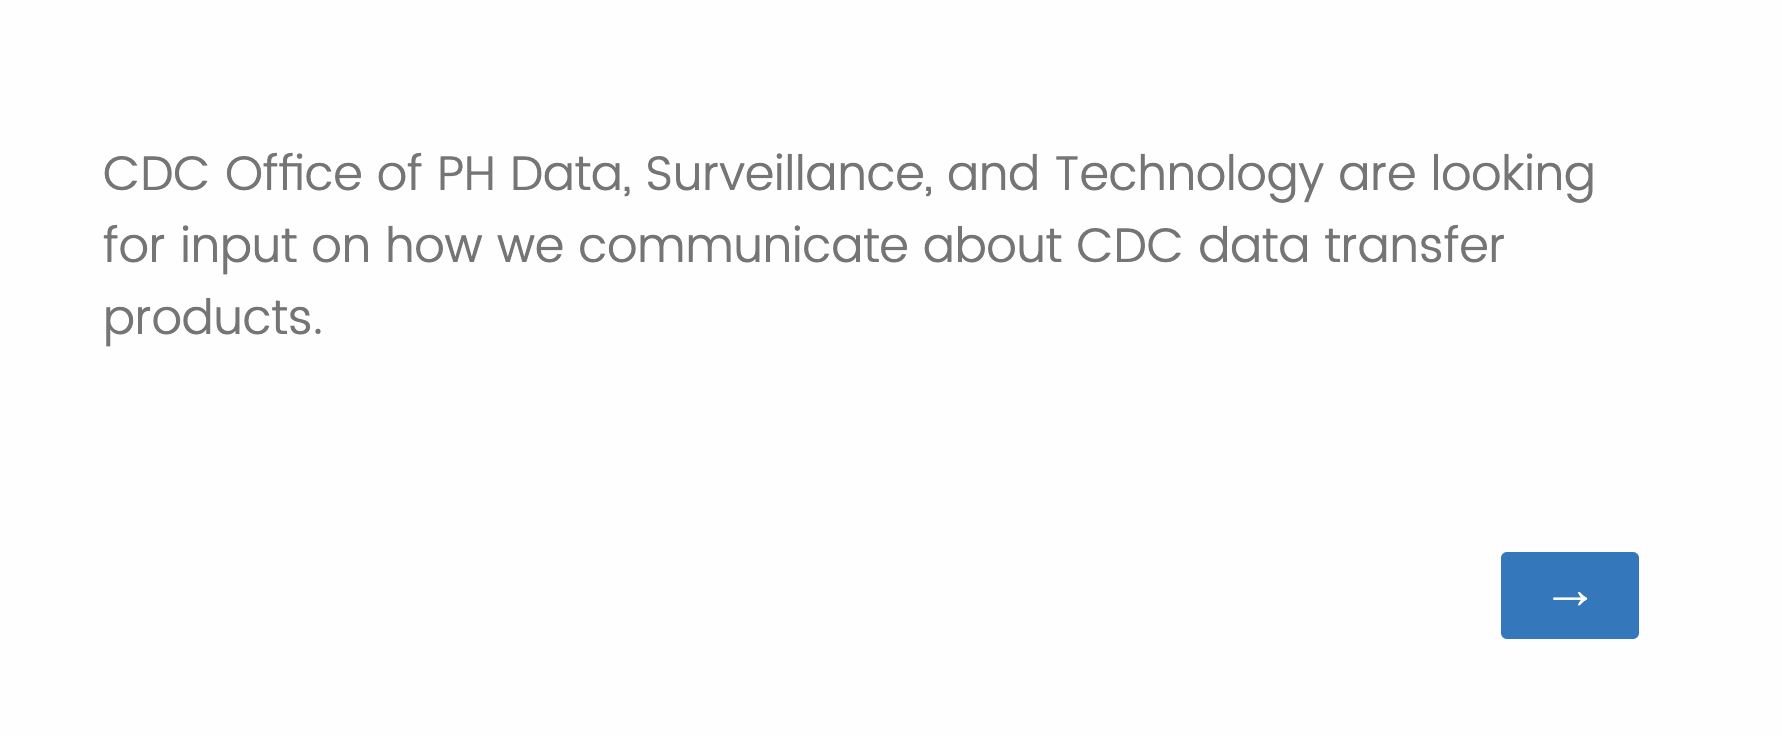 CDC Office of PH Data, Surveillance, and Technology are looking
for input on how we communicate about CDC data transfer
products.
→